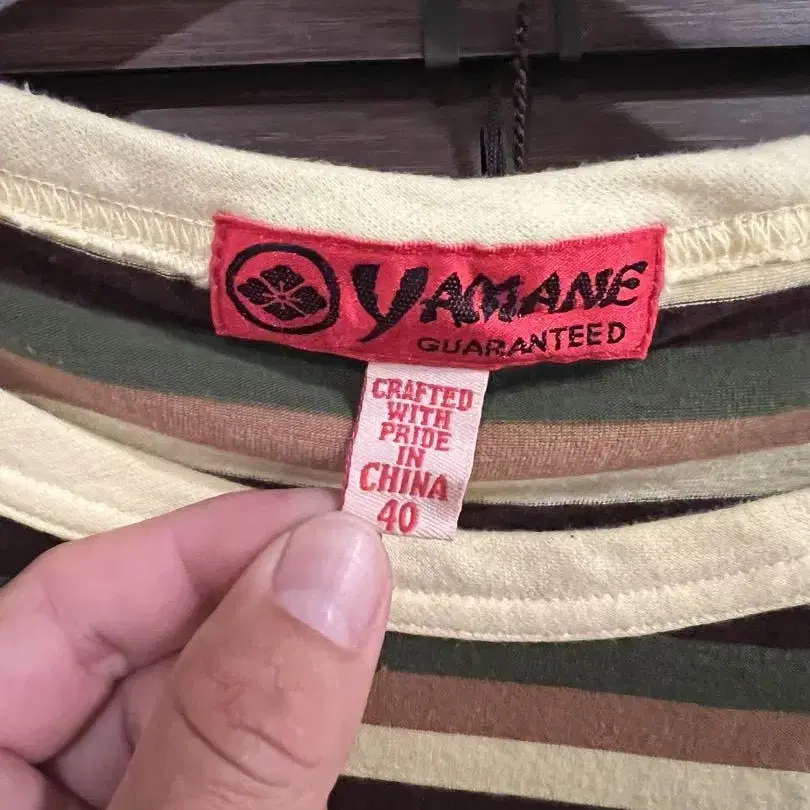 YAMANE
GUARANTEED
CRAFTED
WITH
PRIDE
IN
CHINA
40